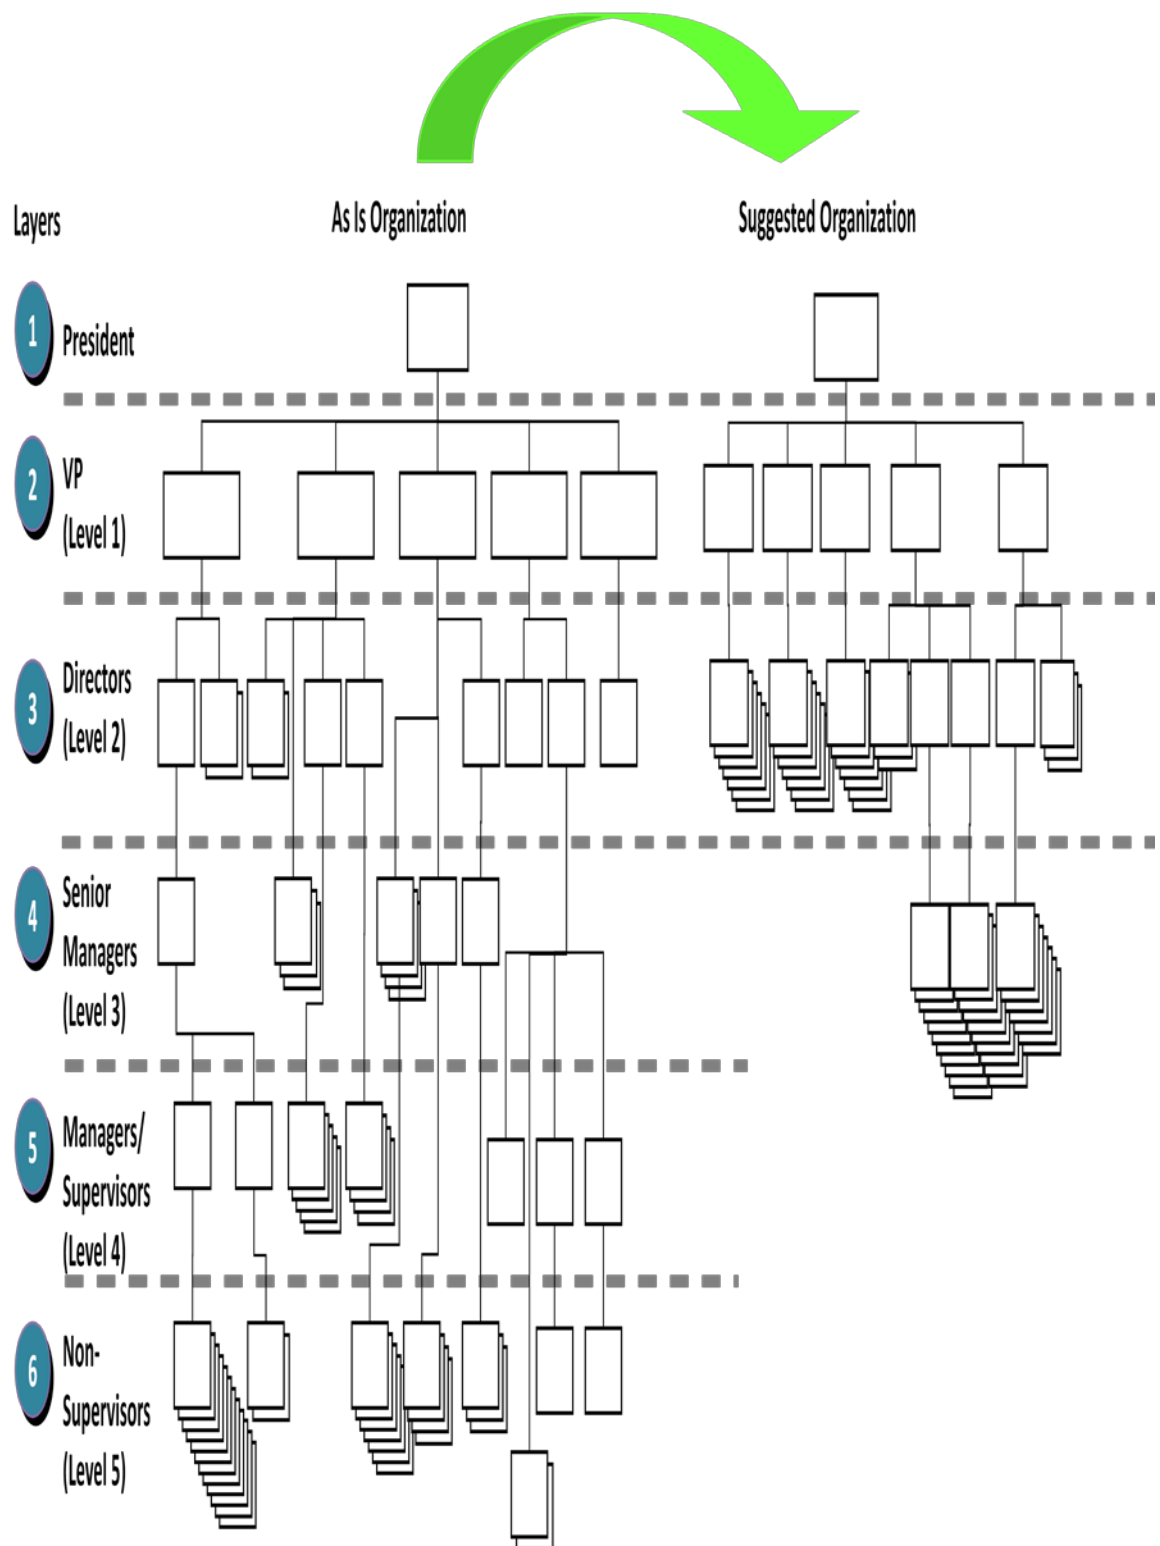 Layers
As Is Organization
Suggested Organization
1
President
2
VP
(Level 1)
3
Directors
(Level 2)
4
Senior
Managers
(Level 3)
5
Managers/
Supervisors
(Level 4)
6
Non-
Supervisors
(Level 5)